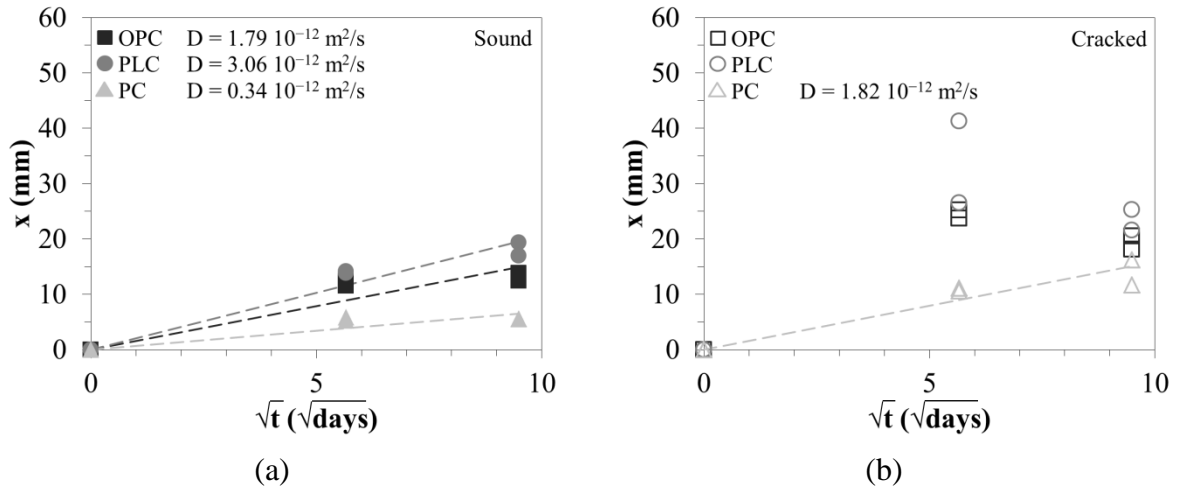 60
50
40
30
20
10
0
x (mm)
OPC D = 1.79 10⁻¹² m²/s
PLC D = 3.06 10⁻¹² m²/s
PC D = 0.34 10⁻¹² m²/s
Sound
0 5 10
√t (√days)
(a)
60
50
40
30
20
10
0
x (mm)
OPC
PLC
PC D = 1.82 10⁻¹² m²/s
Cracked
0 5 10
√t (√days)
(b)